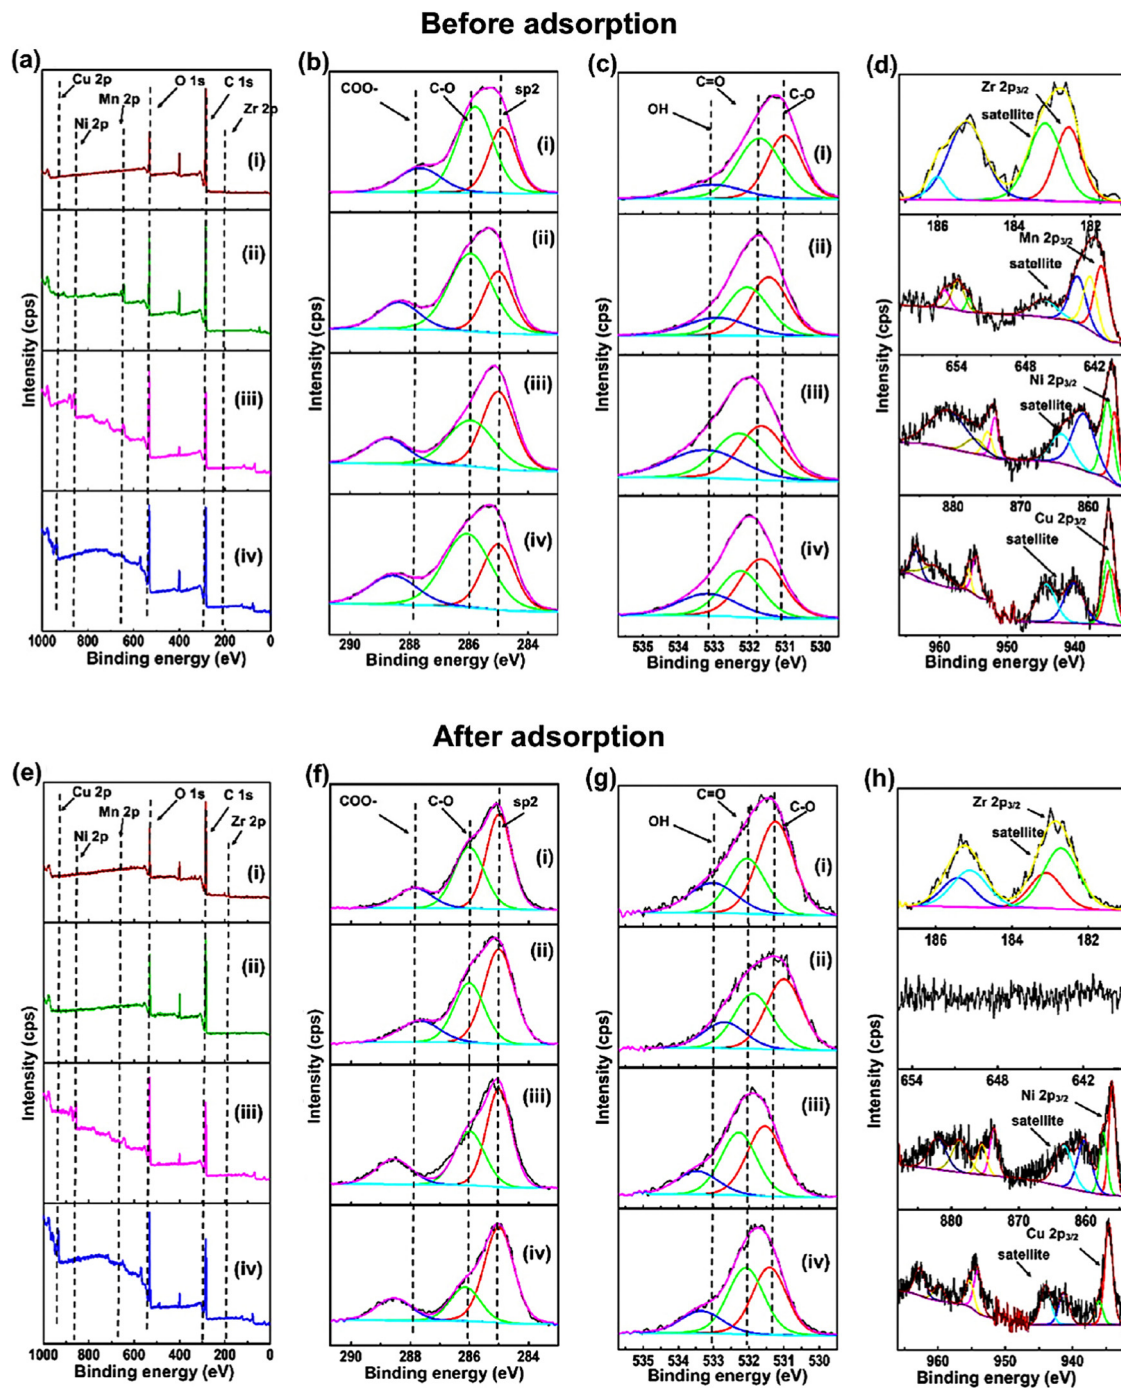 Before adsorption
(a)
Cu 2p
O 1s
C 1s
Mn 2p
Zr 2p
Ni 2p
(i)
(ii)
(iii)
(iv)
Intensity (cps)
1000 800 600 400 200 0
Binding energy (eV)
(b)
COO-
C-O
sp2
(i)
(ii)
(iii)
(iv)
Intensity (cps)
290 288 286 284
Binding energy (eV)
(c)
C=O
OH
C-O
(i)
(ii)
(iii)
(iv)
Intensity (cps)
535 534 533 532 531 530
Binding energy (eV)
(d)
Zr 2p3/2
satellite
186 184 182
Mn 2p3/2
satellite
654 648 642
Ni 2p3/2
satellite
880 870 860
Cu 2p3/2
satellite
Intensity (cps)
960 950 940
Binding energy (eV)
After adsorption
(e)
Cu 2p
O 1s
C 1s
Mn 2p
Zr 2p
Ni 2p
(i)
(ii)
(iii)
(iv)
Intensity (cps)
1000 800 600 400 200 0
Binding energy (eV)
(f)
COO-
C-O
sp2
(i)
(ii)
(iii)
(iv)
Intensity (cps)
290 288 286 284
Binding energy (eV)
(g)
C=O
OH
C-O
(i)
(ii)
(iii)
(iv)
Intensity (cps)
535 534 533 532 531 530
Binding energy (eV)
(h)
Zr 2p3/2
satellite
186 184 182
654 648 642
Ni 2p3/2
satellite
880 870 860
Cu 2p3/2
satellite
Intensity (cps)
960 950 940
Binding energy (eV)